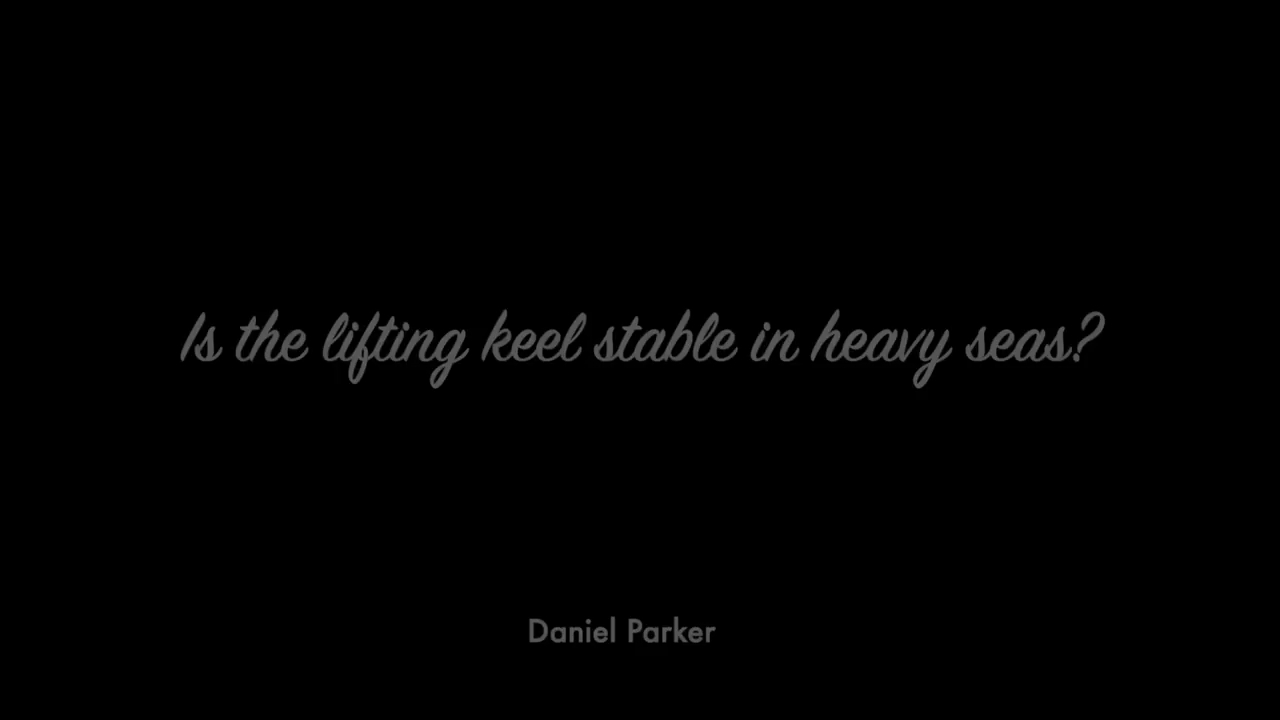 Is the lifting keel stable in heavy seas?
Daniel Parker